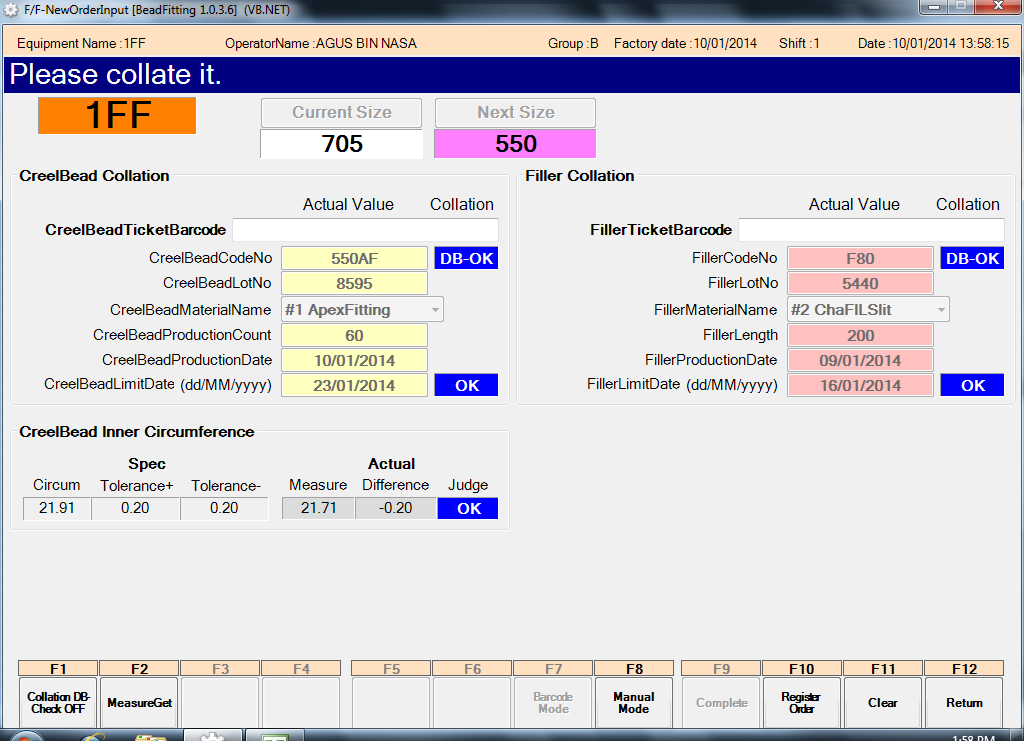 F/F-NewOrderInput [BeadFitting 1.0.3.6] (VB.NET)
Equipment Name :1FF OperatorName :AGUS BIN NASA Group :B Factory date :10/01/2014 Shift :1 Date :10/01/2014 13:58:15
Please collate it.
1FF
Current Size Next Size
705 550
CreelBead Collation
Actual Value Collation
CreelBeadTicketBarcode
CreelBeadCodeNo 550AF DB-OK
CreelBeadLotNo 8595
CreelBeadMaterialName #1 ApexFitting
CreelBeadProductionCount 60
CreelBeadProductionDate 10/01/2014
CreelBeadLimitDate (dd/MM/yyyy) 23/01/2014 OK
Filler Collation
Actual Value Collation
FillerTicketBarcode
FillerCodeNo F80 DB-OK
FillerLotNo 5440
FillerMaterialName #2 ChaFILSlit
FillerLength 200
FillerProductionDate 09/01/2014
FillerLimitDate (dd/MM/yyyy) 16/01/2014 OK
CreelBead Inner Circumference
Spec Actual
Circum Tolerance+ Tolerance- Measure Difference Judge
21.91 0.20 0.20 21.71 -0.20 OK
F1 F2 F3 F4 F5 F6 F7 F8 F9 F10 F11 F12
Collation DB-Check OFF MeasureGet Barcode Mode Manual Mode Complete Register Order Clear Return
1:58 PM